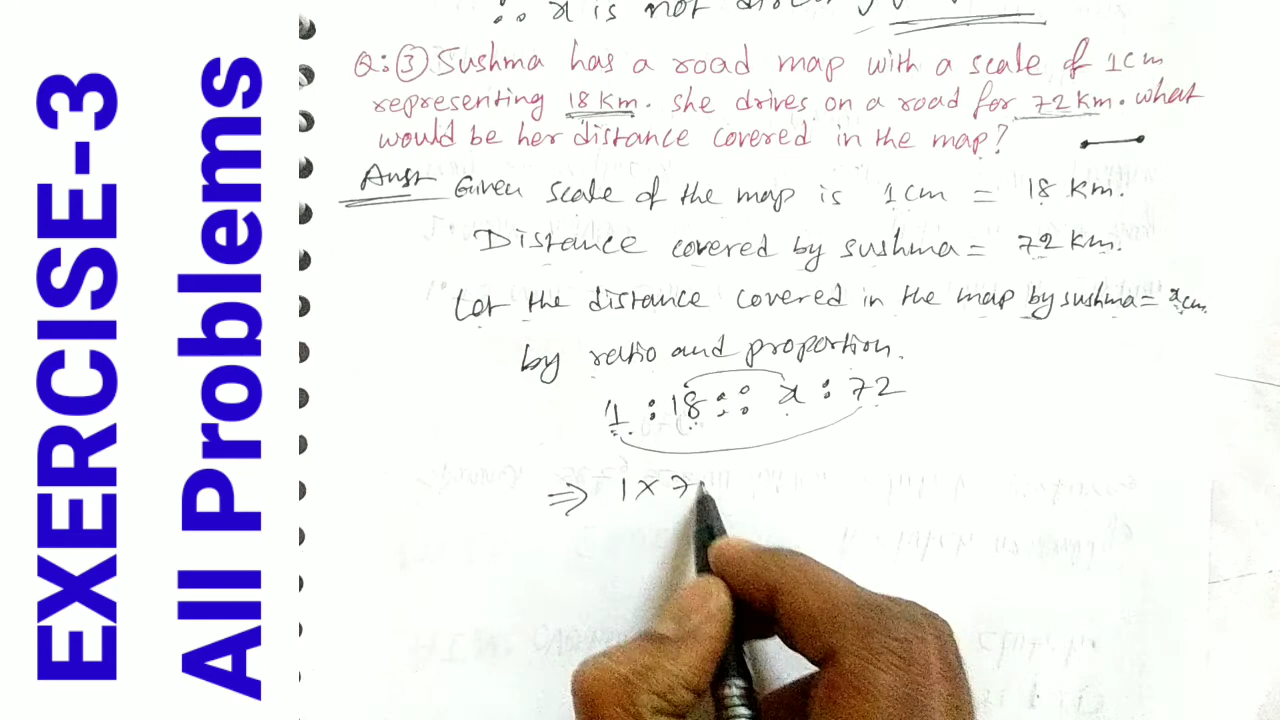 EXERCISE-3
All Problems
∴ x is not
Q:③ Sushma has a road map with a scale of 1cm
representing 18 Km. she drives on a road for 72 Km. what
would be her distance covered in the map?
Ans: Given scale of the map is 1cm = 18 Km.
Distance covered by sushma = 72 Km.
Let the distance covered in the map by sushma = x cm.
by ratio and proportion.
1 : 18 :: x : 72
⇒ 1 × 7